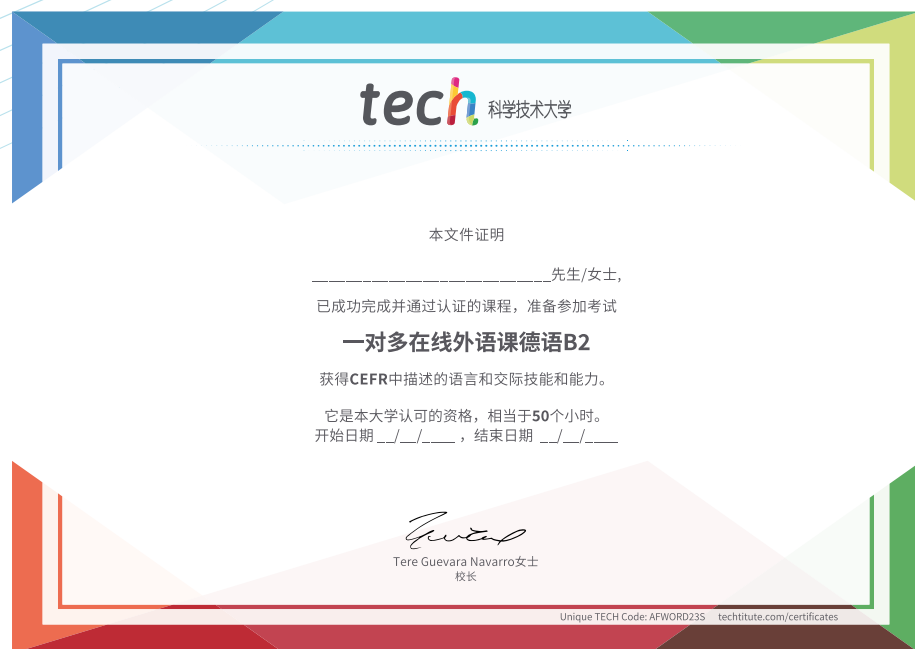 tech 科学技术大学
本文件证明
____________________________先生/女士,
已成功完成并通过认证的课程，准备参加考试
一对多在线外语课德语B2
获得CEFR中描述的语言和交际技能和能力。
它是本大学认可的资格，相当于50个小时。
开始日期 __/__/____ ，结束日期 __/__/____
Tere Guevara Navarro女士
校长
Unique TECH Code: AFWORD23S techtitute.com/certificates